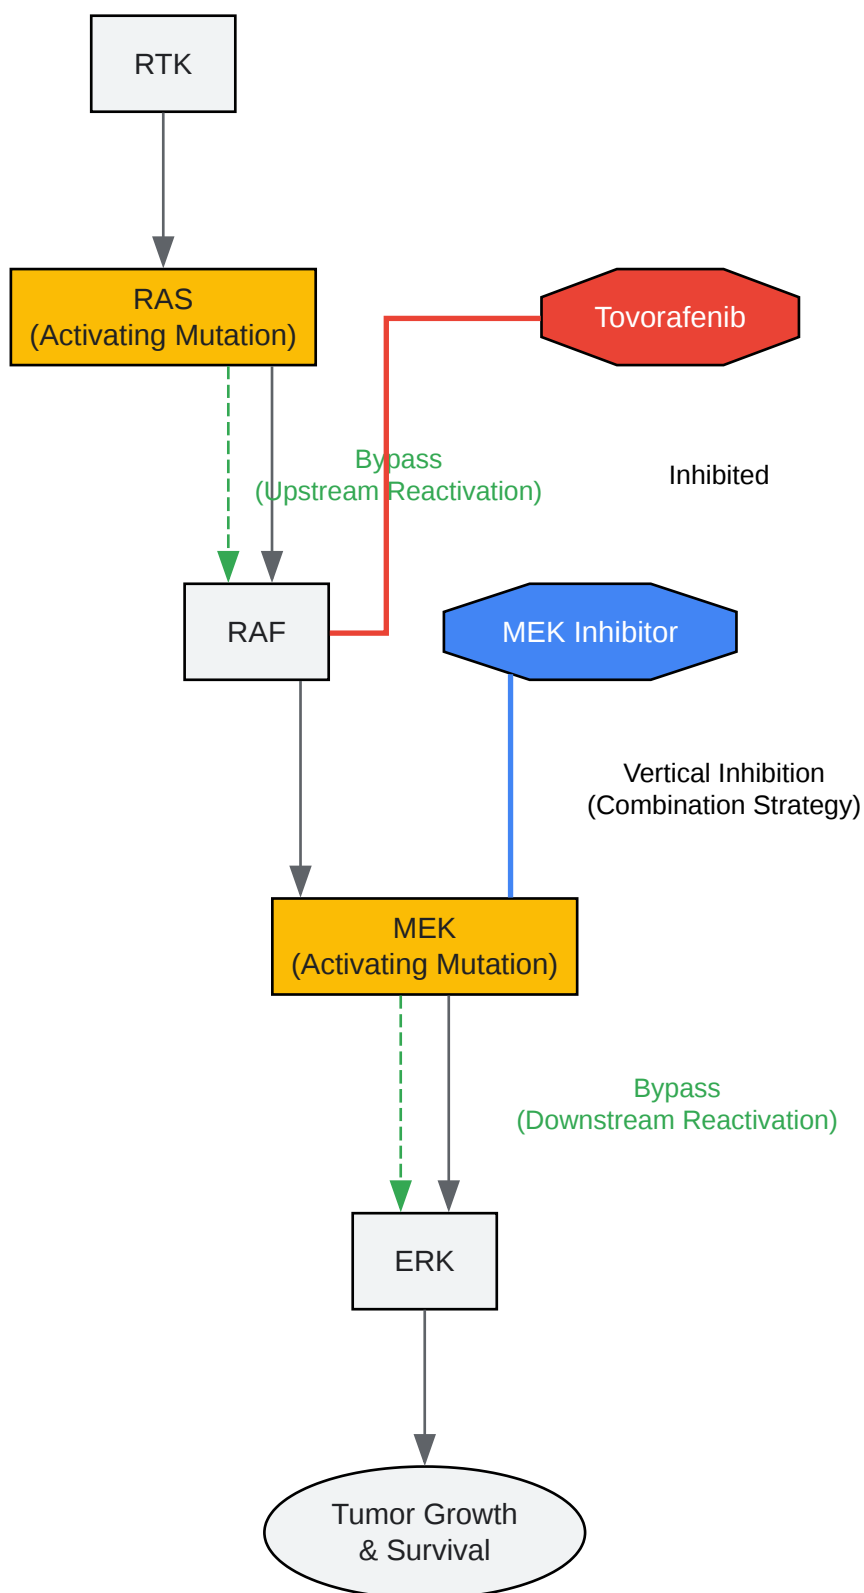 RTK
RAS
(Activating Mutation)
Tovorafenib
Bypass
(Upstream Reactivation)
Inhibited
RAF
MEK Inhibitor
Vertical Inhibition
(Combination Strategy)
MEK
(Activating Mutation)
Bypass
(Downstream Reactivation)
ERK
Tumor Growth
& Survival